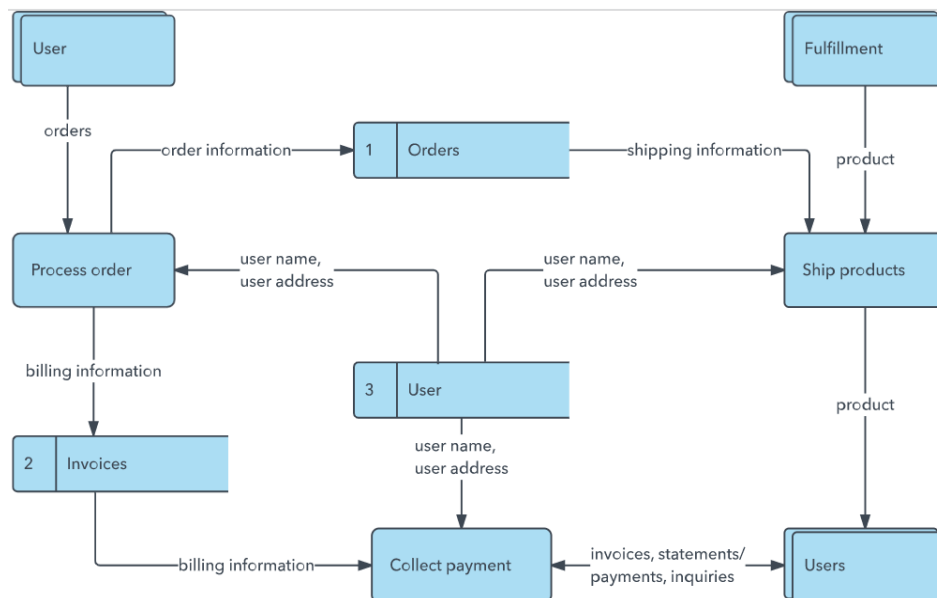 User
Fulfillment
orders
order information
1
Orders
shipping information
product
Process order
user name,
user address
user name,
user address
Ship products
billing information
3
User
product
2
Invoices
user name,
user address
billing information
Collect payment
invoices, statements/
payments, inquiries
Users